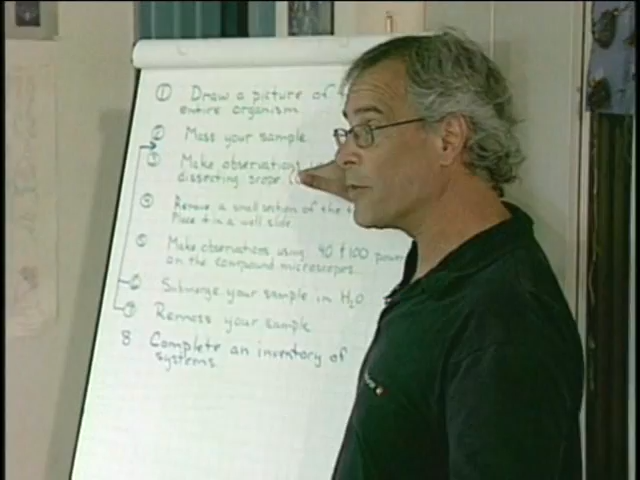 ① Draw a picture of
entire organism
② Mass your sample
③ Make observations
dissecting scope
④ Remove a small section of the
Place it in a well slide
⑤ Make observations using 40 + 100 power
on the compound microscopes.
⑥ Submerge your sample in H₂O
⑦ Remass your sample
8 Complete an inventory of
systems